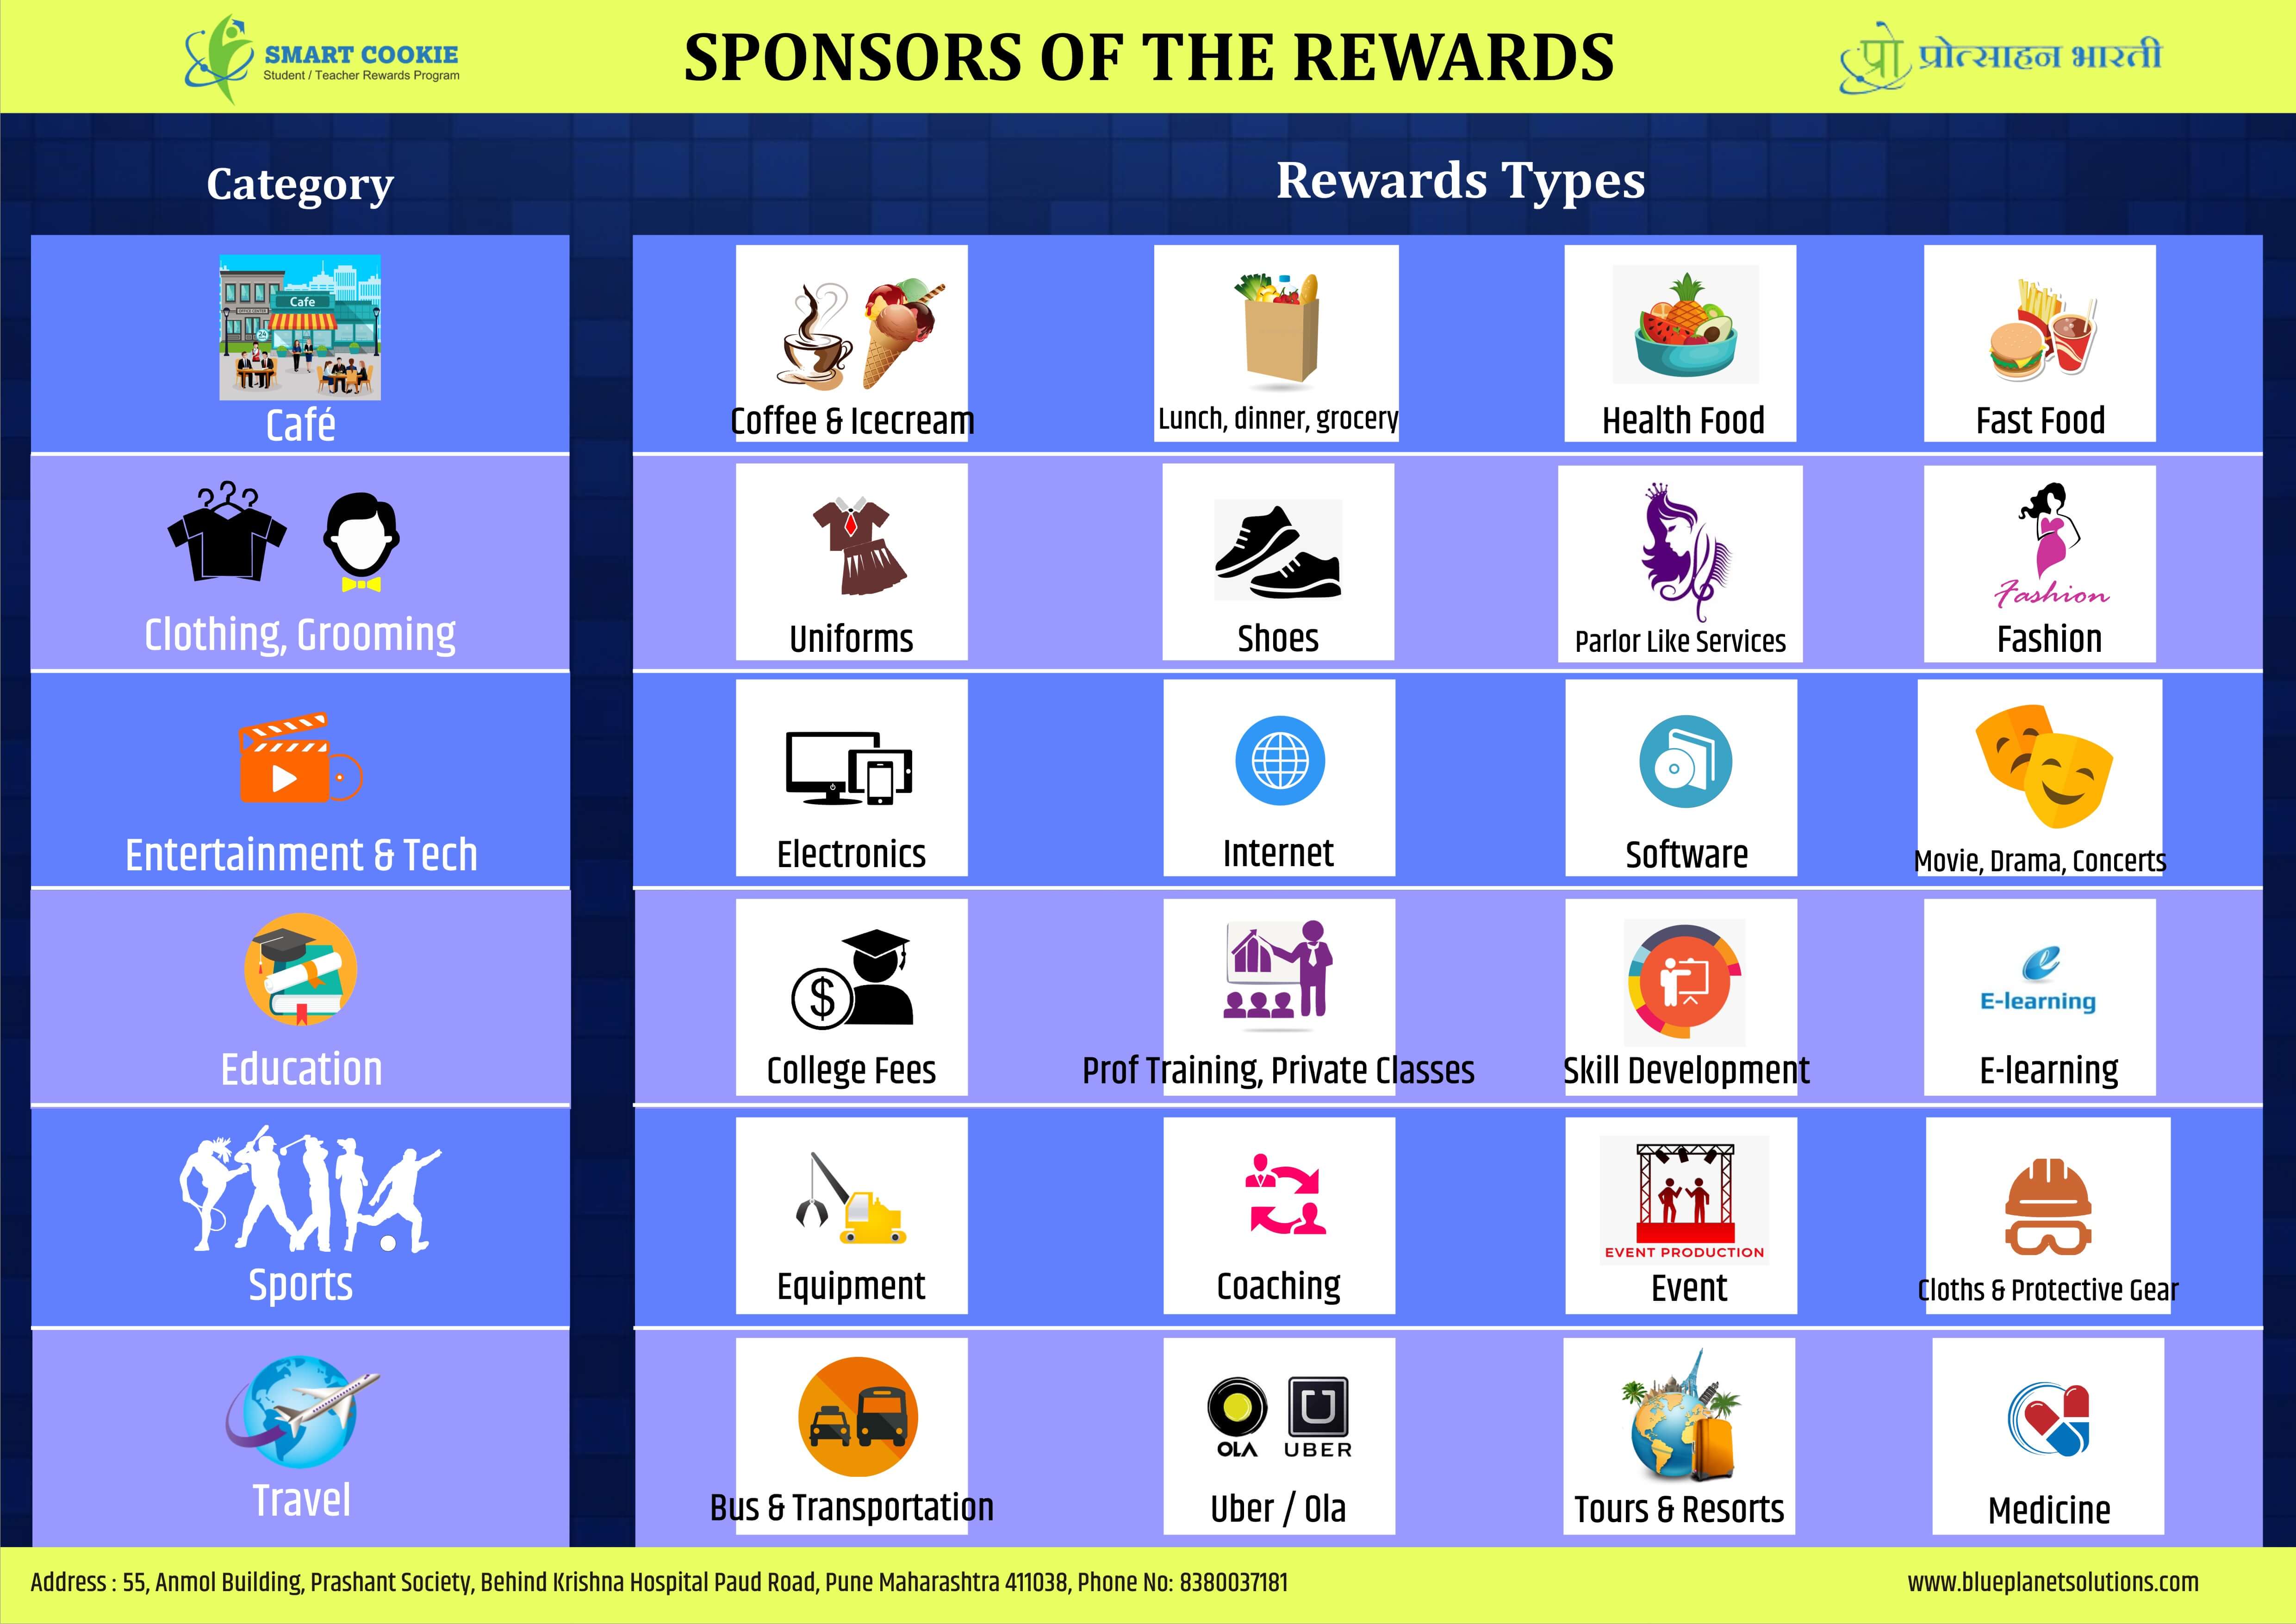 SMART COOKIE
Student / Teacher Rewards Program
SPONSORS OF THE REWARDS
प्रो प्रोत्साहन भारती
Category
Rewards Types
Cafe
OFFICE CENTER
24
Café
Coffee & Icecream
Lunch, dinner, grocery
Health Food
Fast Food
Clothing, Grooming
Uniforms
Shoes
Parlor Like Services
Fashion
Fashion
Entertainment & Tech
Electronics
Internet
Software
Movie, Drama, Concerts
Education
$
College Fees
Prof Training, Private Classes
Skill Development
e
E-learning
E-learning
Sports
Equipment
Coaching
EVENT PRODUCTION
Event
Cloths & Protective Gear
Travel
Bus & Transportation
OLA
U
UBER
Uber / Ola
Tours & Resorts
Medicine
Address : 55, Anmol Building, Prashant Society, Behind Krishna Hospital Paud Road, Pune Maharashtra 411038, Phone No: 8380037181
www.blueplanetsolutions.com